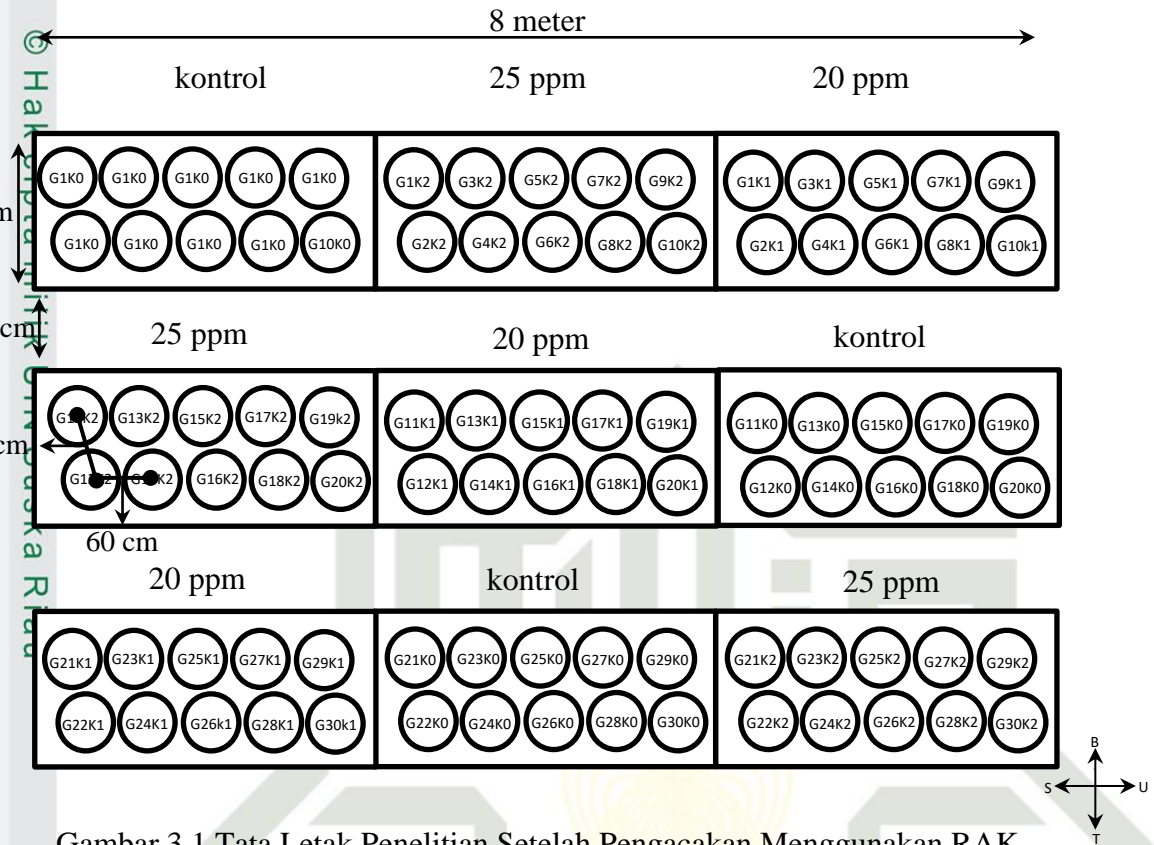 8 meter
kontrol 25 ppm 20 ppm
G1K0 G1K0 G1K0 G1K0 G1K0 G1K2 G3K2 G5K2 G7K2 G9K2 G1K1 G3K1 G5K1 G7K1 G9K1
m
G1K0 G1K0 G1K0 G1K0 G10K0 G2K2 G4K2 G6K2 G8K2 G10K2 G2K1 G4K1 G6K1 G8K1 G10k1
cm
25 ppm 20 ppm kontrol
G13K2 G15K2 G17K2 G19k2 G11K1 G13K1 G15K1 G17K1 G19K1 G11K0 G13K0 G15K0 G17K0 G19K0
cm
G16K2 G18K2 G20K2 G12K1 G14K1 G16K1 G18K1 G20K1 G12K0 G14K0 G16K0 G18K0 G20K0
60 cm
20 ppm kontrol 25 ppm
G21K1 G23K1 G25K1 G27K1 G29K1 G21K0 G23K0 G25K0 G27K0 G29K0 G21K2 G23K2 G25K2 G27K2 G29K2
G22K1 G24K1 G26k1 G28K1 G30k1 G22K0 G24K0 G26K0 G28K0 G30K0 G22K2 G24K2 G26K2 G28K2 G30K2
B
S U
T
Gambar 3.1 Tata Letak Penelitian Setelah Pengacakan Menggunakan RAK
© Hak cipta milik UIN Suska Riau